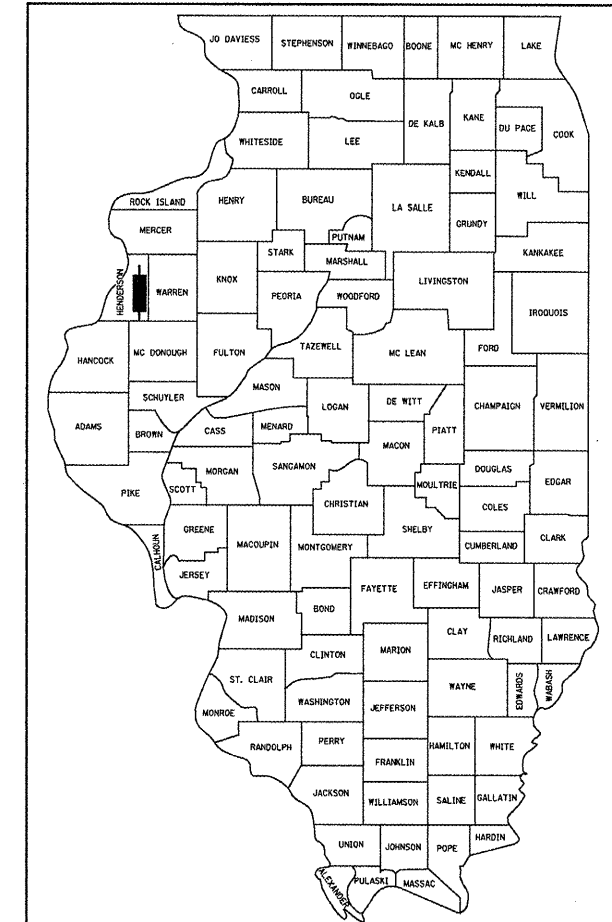 JO DAVIESS
STEPHENSON
WINNEBAGO
BOONE
MC HENRY
LAKE
CARROLL
OGLE
DE KALB
KANE
DU PACE
COOK
WHITESIDE
LEE
KENDALL
WILL
ROCK ISLAND
HENRY
BUREAU
LA SALLE
GRUNDY
PUTNAM
MERCER
STARK
MARSHALL
KANKAKEE
HENDERSON
WARREN
KNOX
PEORIA
WOODFORD
LIVINGSTON
IROQUOIS
HANCOCK
MC DONOUGH
FULTON
TAZEWELL
MC LEAN
FORD
MASON
SCHUYLER
LOGAN
DE WITT
CHAMPAIGN
VERMILION
ADAMS
BROWN
CASS
MENARD
MACON
PIATT
MORGAN
SANGAMON
DOUGLAS
EDGAR
PIKE
SCOTT
CHRISTIAN
MOULTRIE
COLES
GREENE
MACOUPIN
MONTGOMERY
SHELBY
CUMBERLAND
CLARK
CALHOUN
JERSEY
FAYETTE
EFFINGHAM
JASPER
CRAWFORD
MADISON
BOND
CLAY
RICHLAND
LAWRENCE
CLINTON
MARION
ST. CLAIR
WAYNE
EDWARDS
WABASH
WASHINGTON
JEFFERSON
MONROE
RANDOLPH
PERRY
HAMILTON
WHITE
FRANKLIN
JACKSON
WILLIAMSON
SALINE
GALLATIN
UNION
JOHNSON
POPE
HARDIN
ALEXANDER
PULASKI
MASSAC